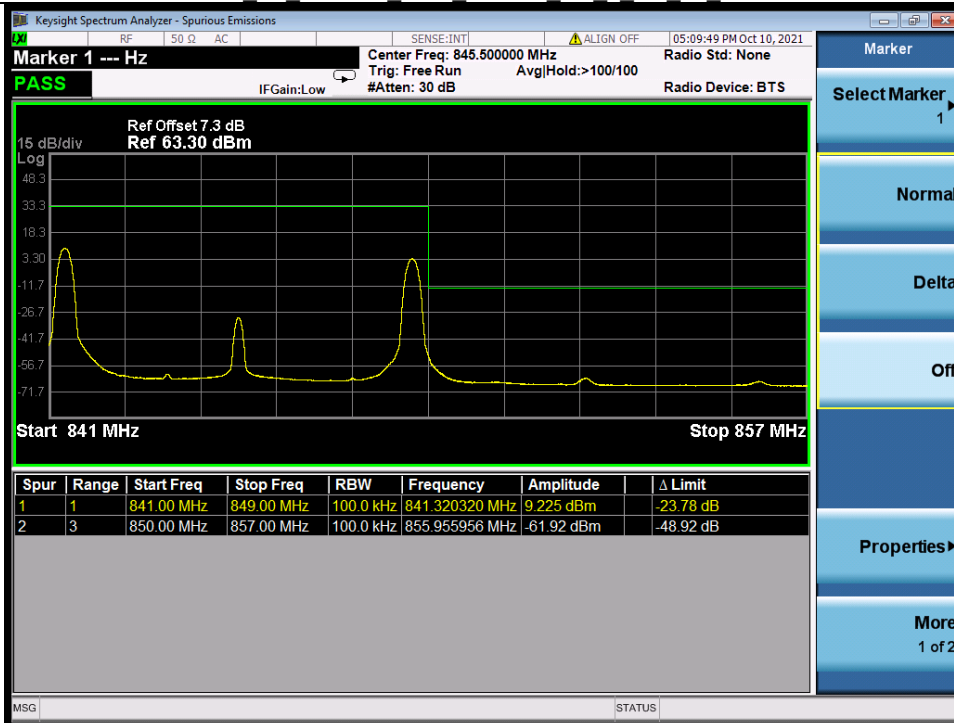 Keysight Spectrum Analyzer - Spurious Emissions
LXI RF 50 Ω AC SENSE:INT ALIGN OFF 05:09:49 PM Oct 10, 2021
Marker 1 --- Hz
Center Freq: 845.500000 MHz
Radio Std: None
Trig: Free Run Avg|Hold:>100/100
PASS
IFGain:Low
#Atten: 30 dB
Radio Device: BTS
Ref Offset 7.3 dB
15 dB/div Ref 63.30 dBm
Log
48.3
33.3
18.3
3.30
-11.7
-26.7
-41.7
-56.7
-71.7
Start 841 MHz Stop 857 MHz
Spur Range Start Freq Stop Freq RBW Frequency Amplitude Δ Limit
1 1 841.00 MHz 849.00 MHz 100.0 kHz 841.320320 MHz 9.225 dBm -23.78 dB
2 3 850.00 MHz 857.00 MHz 100.0 kHz 855.955956 MHz -61.92 dBm -48.92 dB
MSG STATUS
Marker
Select Marker
1
Normal
Delta
Off
Properties
More
1 of 2